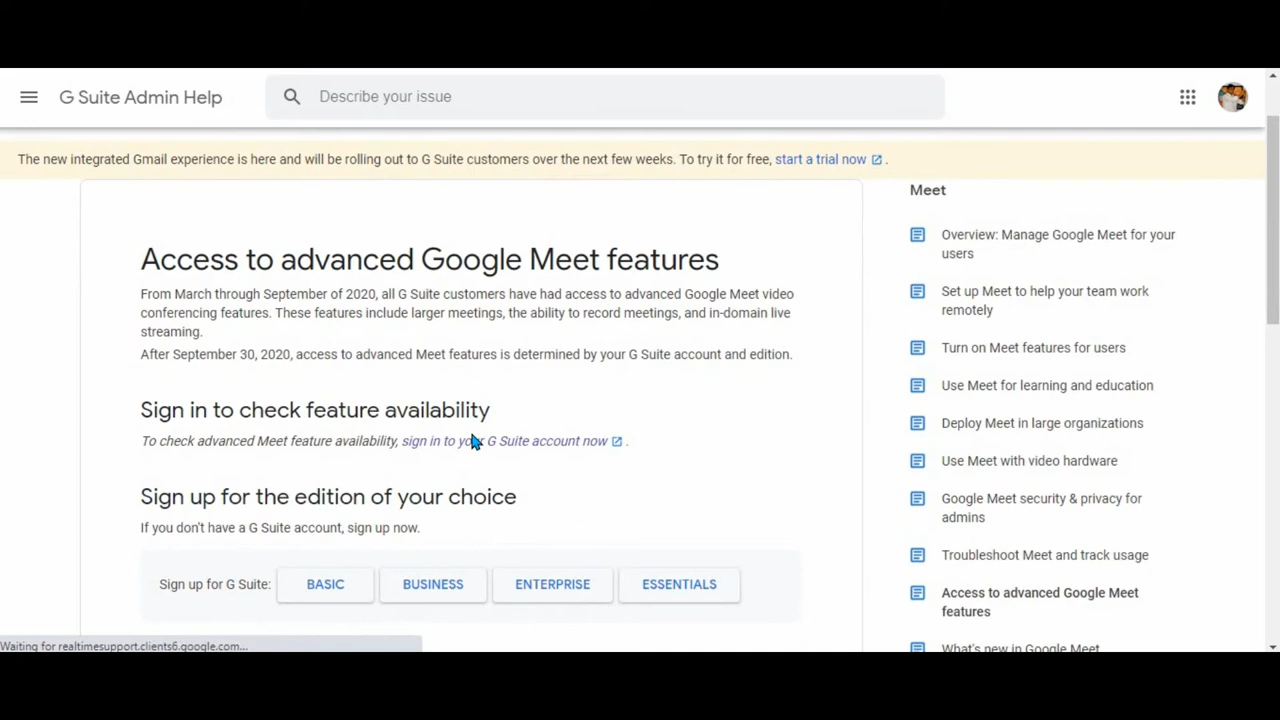 G Suite Admin Help
Describe your issue
The new integrated Gmail experience is here and will be rolling out to G Suite customers over the next few weeks. To try it for free, start a trial now .
Access to advanced Google Meet features
From March through September of 2020, all G Suite customers have had access to advanced Google Meet video
conferencing features. These features include larger meetings, the ability to record meetings, and in-domain live
streaming.
After September 30, 2020, access to advanced Meet features is determined by your G Suite account and edition.
Sign in to check feature availability
To check advanced Meet feature availability, sign in to your G Suite account now .
Sign up for the edition of your choice
If you don't have a G Suite account, sign up now.
Sign up for G Suite: BASIC BUSINESS ENTERPRISE ESSENTIALS
Waiting for realtimesupport.clients6.google.com...
Meet
Overview: Manage Google Meet for your
users
Set up Meet to help your team work
remotely
Turn on Meet features for users
Use Meet for learning and education
Deploy Meet in large organizations
Use Meet with video hardware
Google Meet security & privacy for
admins
Troubleshoot Meet and track usage
Access to advanced Google Meet
features
What's new in Google Meet